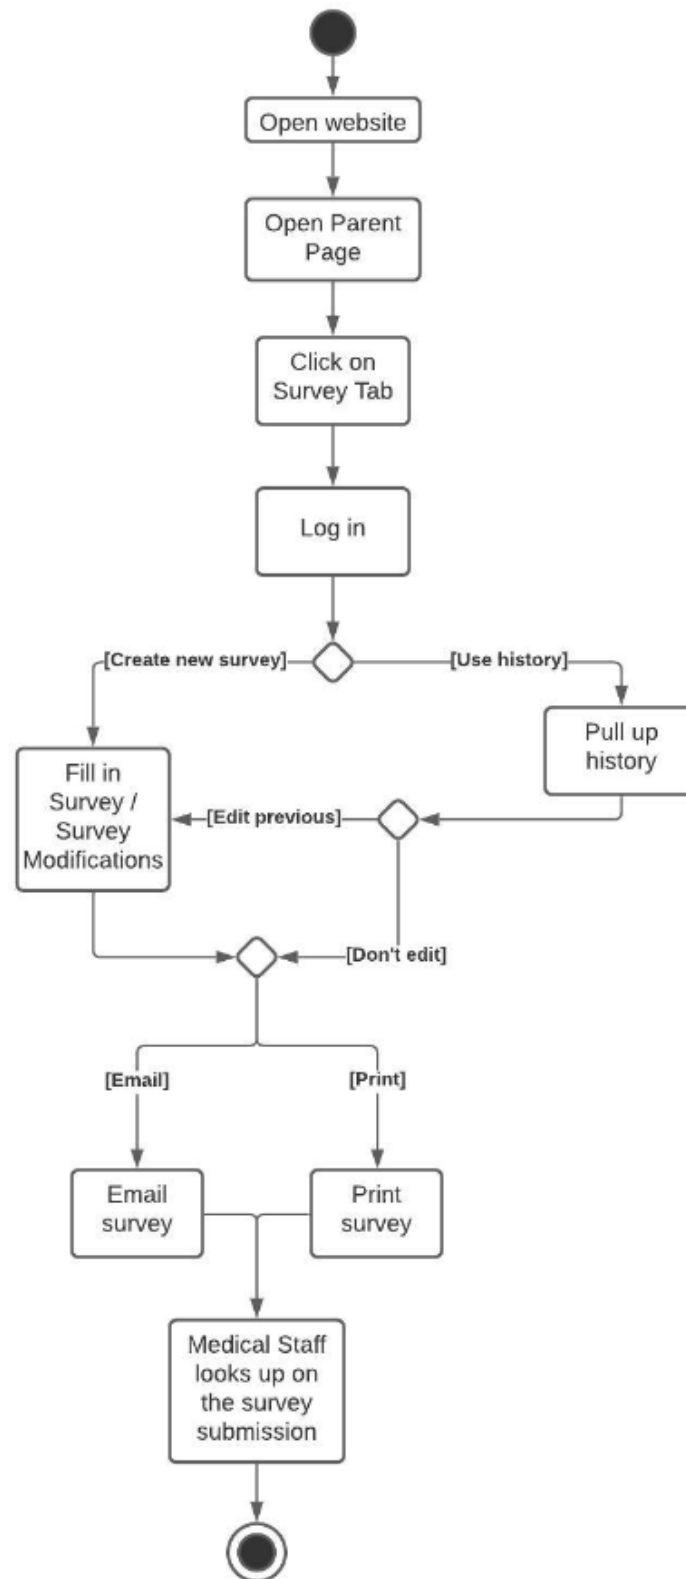 Open website
Open Parent
Page
Click on
Survey Tab
Log in
[Create new survey]
[Use history]
Pull up
history
Fill in
Survey /
Survey
Modifications
[Edit previous]
[Don't edit]
[Email]
[Print]
Email
survey
Print
survey
Medical Staff
looks up on
the survey
submission